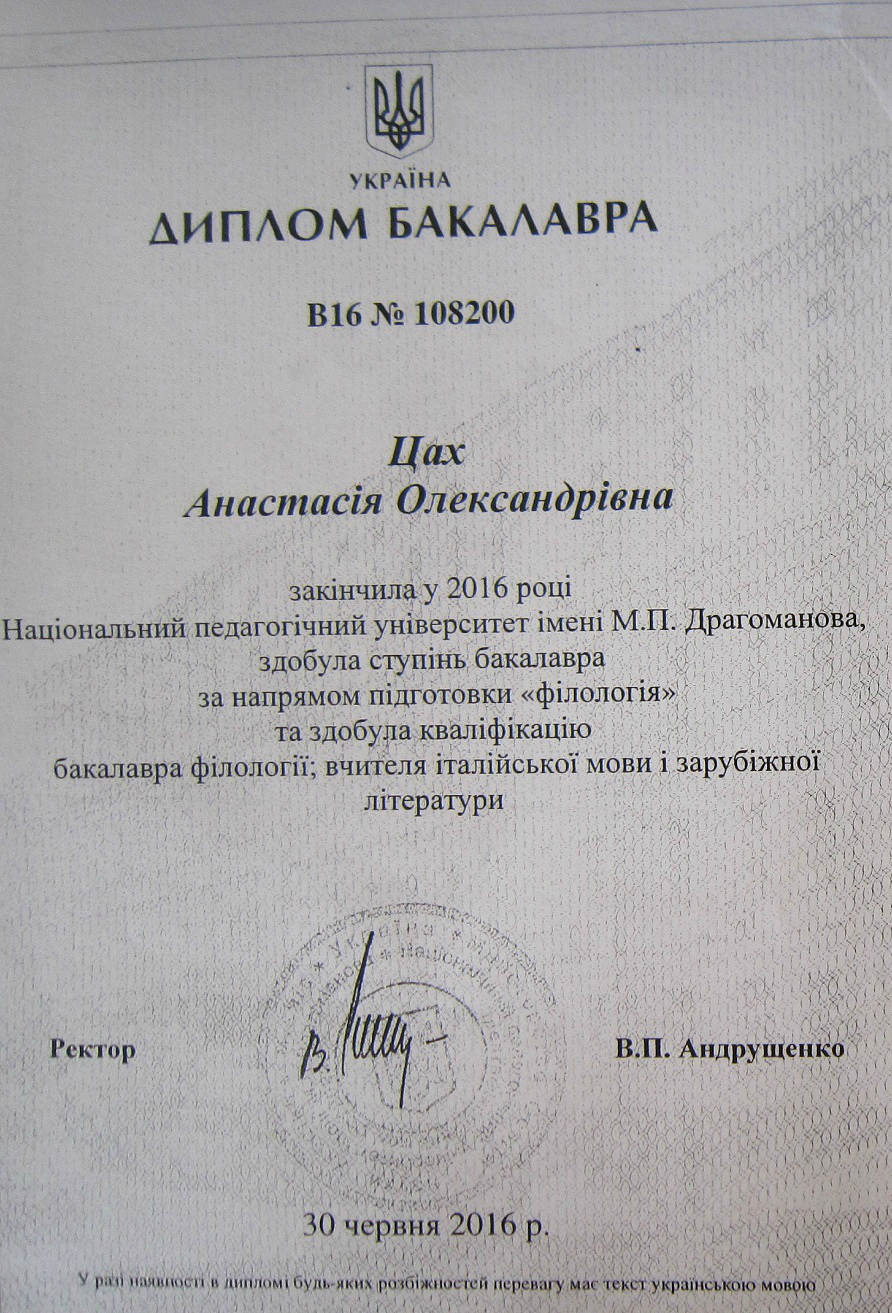 УКРАЇНА
ДИПЛОМ БАКАЛАВРА
В16 № 108200
Цах
Анастасія Олександрівна
закінчила у 2016 році
Національний педагогічний університет імені М.П. Драгоманова,
здобула ступінь бакалавра
за напрямом підготовки «філологія»
та здобула кваліфікацію
бакалавра філології; вчителя італійської мови і зарубіжної
літератури
Україна
Ректор
В.П. Андрущенко
30 червня 2016 р.
У разі наявності в дипломі будь-яких розбіжностей перевагу має текст українською мовою